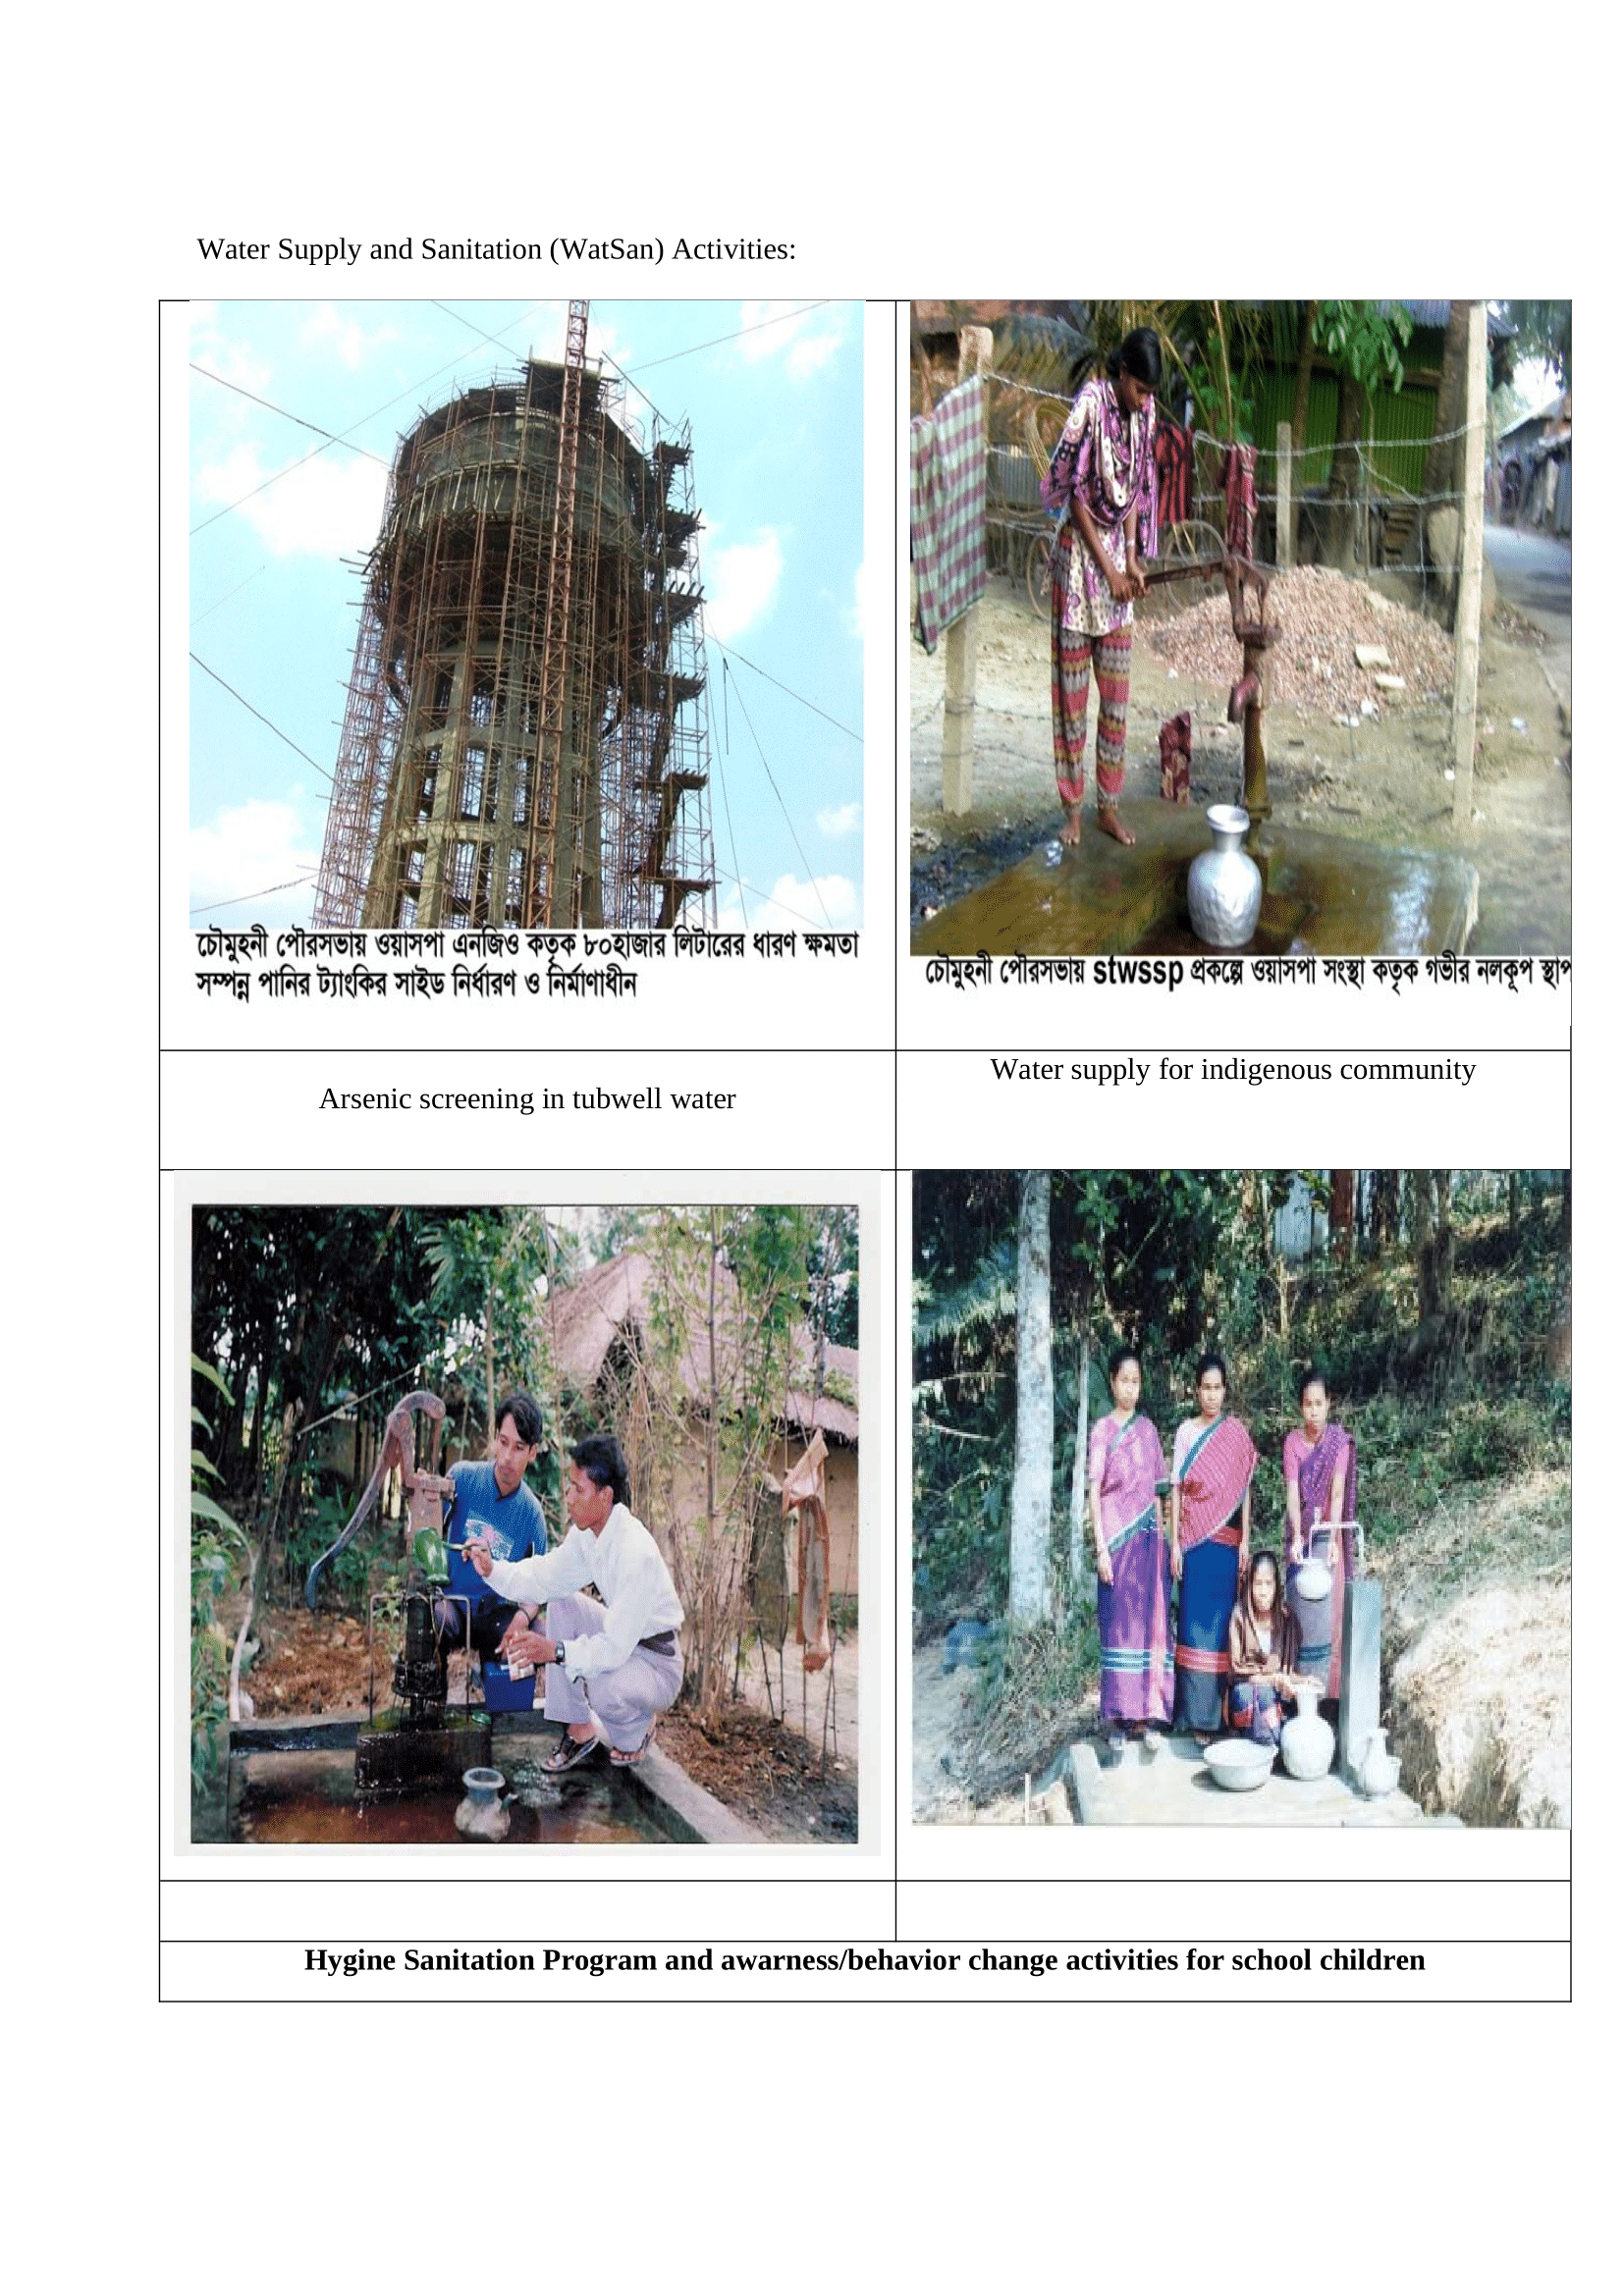 Water Supply and Sanitation (WatSan) Activities:
চৌমুহনী পৌরসভায় ওয়াসপা এনজিও কতৃক ৮০হাজার লিটারের ধারণ ক্ষমতা
সম্পন্ন পানির ট্যাংকির সাইড নির্ধারণ ও নির্মাণাধীন
চৌমুহনী পৌরসভায় stwssp প্রকল্পে ওয়াসপা সংস্থা কতৃক গভীর নলকূপ
Arsenic screening in tubwell water
Water supply for indigenous community
Hygine Sanitation Program and awarness/behavior change activities for school children